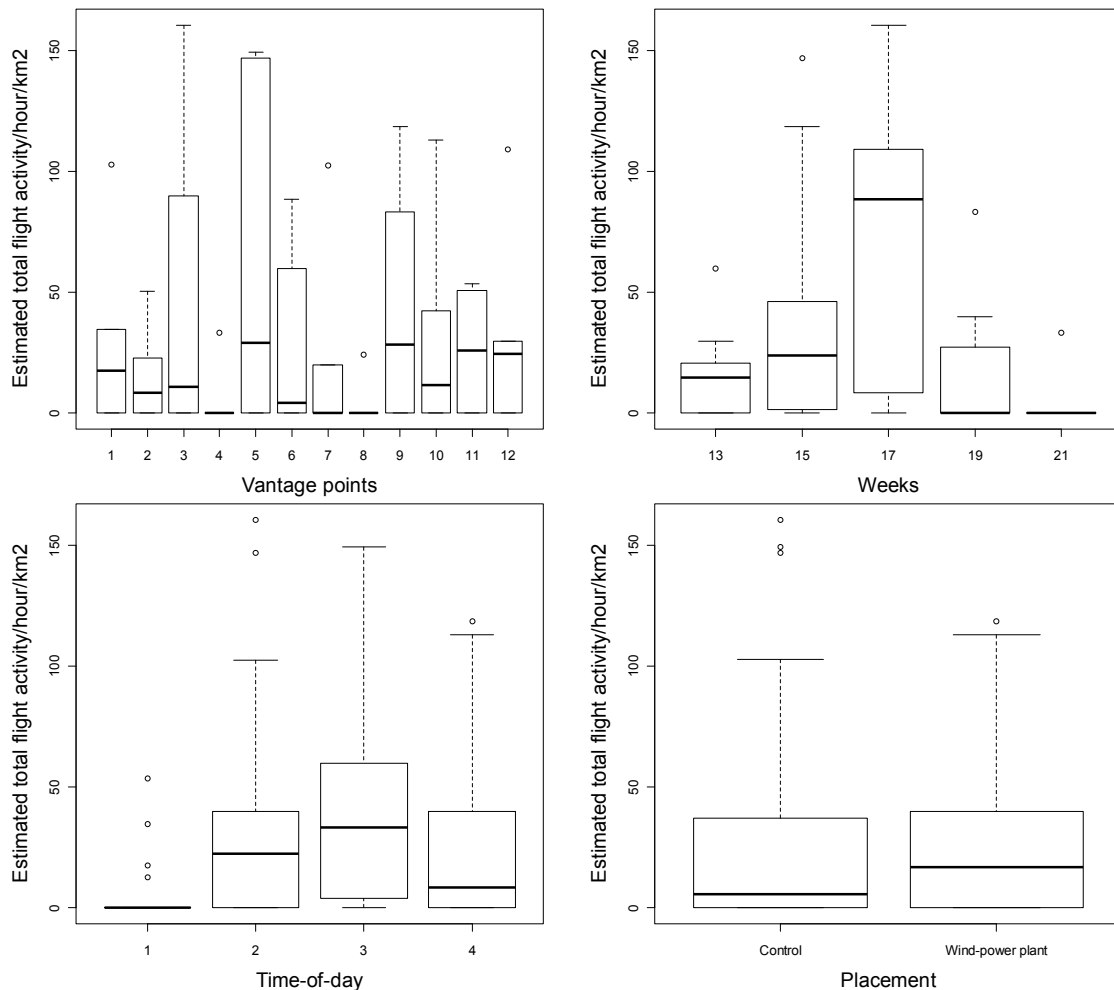 Estimated total flight activity/hour/km2
150
100
50
0
1 2 3 4 5 6 7 8 9 10 11 12
Vantage points
Estimated total flight activity/hour/km2
150
100
50
0
13 15 17 19 21
Weeks
Estimated total flight activity/hour/km2
150
100
50
0
1 2 3 4
Time-of-day
Estimated total flight activity/hour/km2
150
100
50
0
Control Wind-power plant
Placement